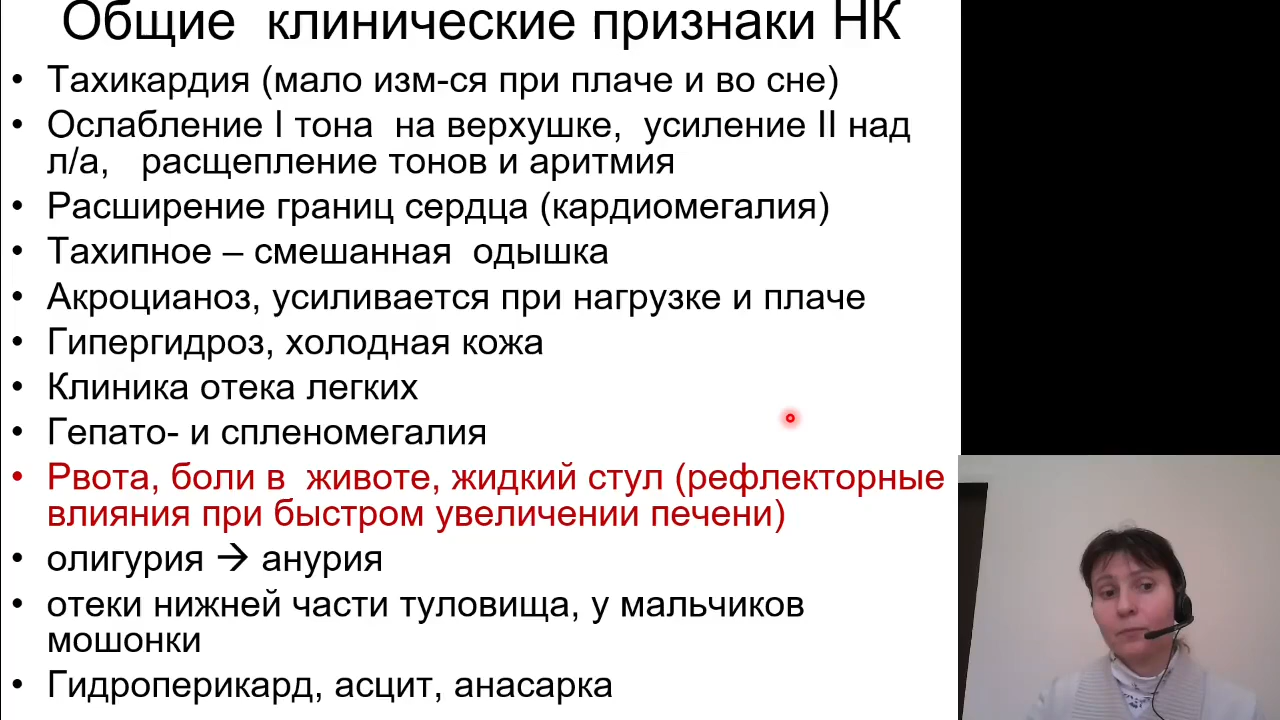 Общие клинические признаки НК
• Тахикардия (мало изм-ся при плаче и во сне)
• Ослабление I тона на верхушке, усиление II над
л/а, расщепление тонов и аритмия
• Расширение границ сердца (кардиомегалия)
• Тахипное – смешанная одышка
• Акроцианоз, усиливается при нагрузке и плаче
• Гипергидроз, холодная кожа
• Клиника отека легких
• Гепато- и спленомегалия
• Рвота, боли в животе, жидкий стул (рефлекторные
влияния при быстром увеличении печени)
• олигурия → анурия
• отеки нижней части туловища, у мальчиков
мошонки
• Гидроперикард, асцит, анасарка